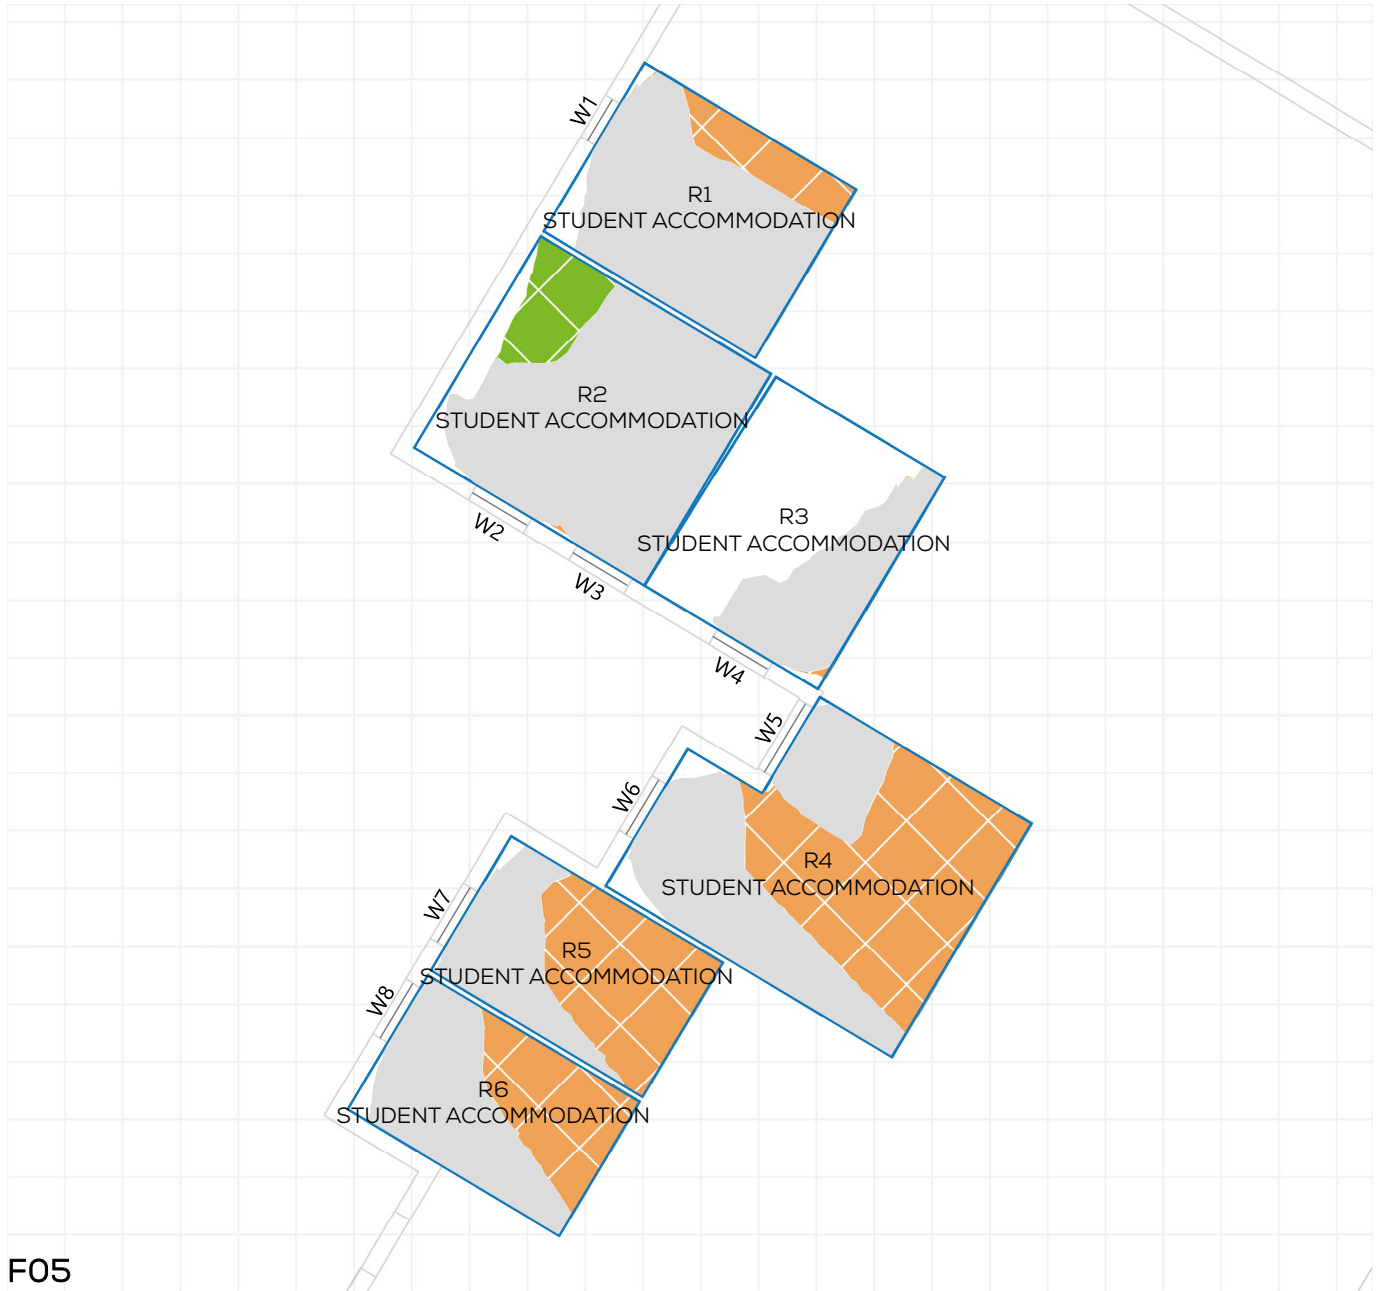 W1
R1
STUDENT ACCOMMODATION
R2
STUDENT ACCOMMODATION
W2
R3
STUDENT ACCOMMODATION
W3
W4
W5
W6
R4
STUDENT ACCOMMODATION
W7
R5
STUDENT ACCOMMODATION
W8
R6
STUDENT ACCOMMODATION
F05